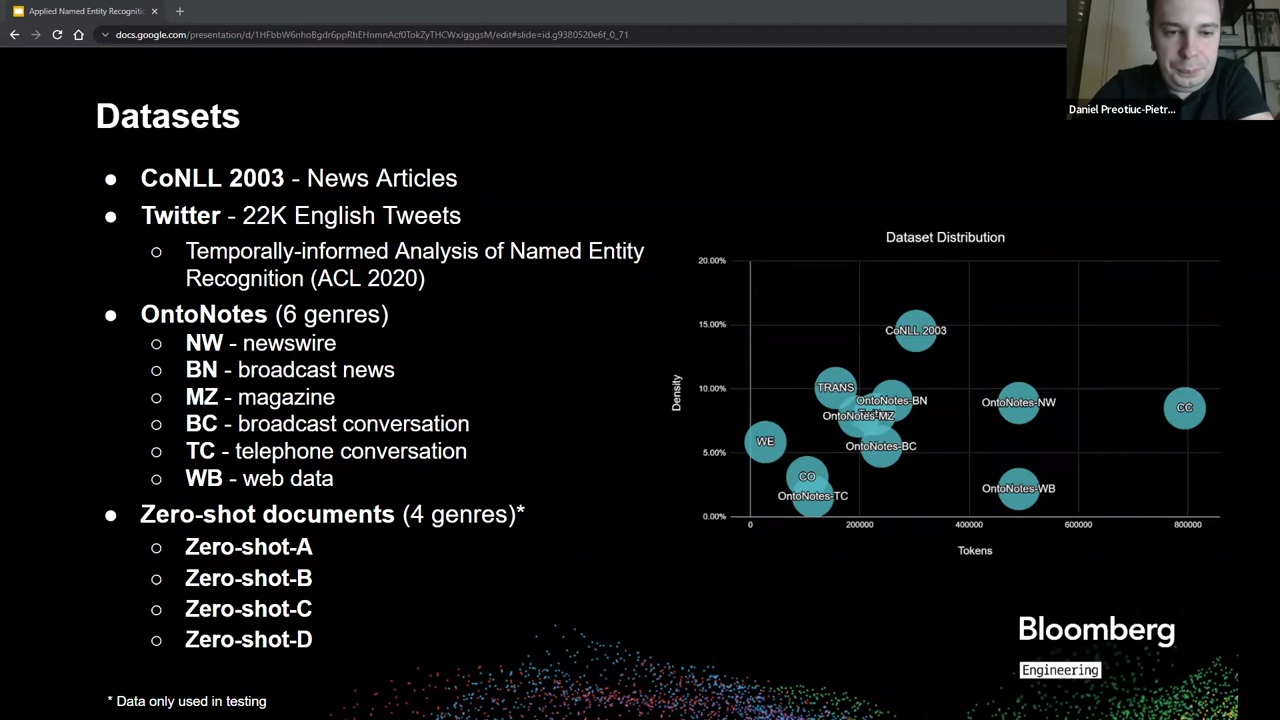 Applied Named Entity Recogniti
docs.google.com/presentation/d/1HFbbW6nhoBgdr6ppRhEHnmnAcf0TokZyTHCWxJgggsM/edit#slide=id.g9380520e6f_0_71
Daniel Preotiuc-Pietr...
Datasets
● CoNLL 2003 - News Articles
● Twitter - 22K English Tweets
○ Temporally-informed Analysis of Named Entity
Recognition (ACL 2020)
● OntoNotes (6 genres)
○ NW - newswire
○ BN - broadcast news
○ MZ - magazine
○ BC - broadcast conversation
○ TC - telephone conversation
○ WB - web data
● Zero-shot documents (4 genres)*
○ Zero-shot-A
○ Zero-shot-B
○ Zero-shot-C
○ Zero-shot-D
* Data only used in testing
Dataset Distribution
20.00%
15.00%
10.00%
5.00%
0.00%
Density
CoNLL 2003
TRANS
OntoNotes-BN
OntoNotes-MZ
OntoNotes-NW
CC
WE
OntoNotes-BC
CO
OntoNotes-TC
OntoNotes-WB
0
200000
400000
600000
800000
Tokens
Bloomberg
Engineering